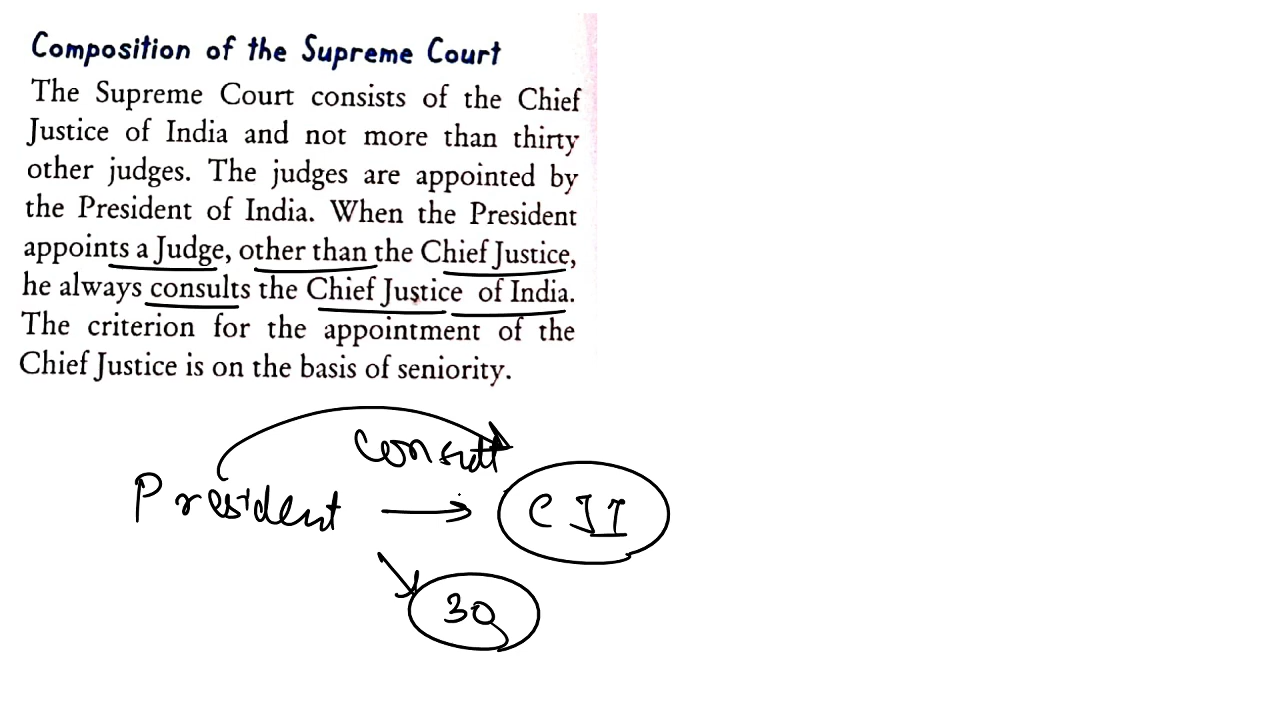 Composition of the Supreme Court
The Supreme Court consists of the Chief
Justice of India and not more than thirty
other judges. The judges are appointed by
the President of India. When the President
appoints a Judge, other than the Chief Justice,
he always consults the Chief Justice of India.
The criterion for the appointment of the
Chief Justice is on the basis of seniority.
Consult
President → CJI
30